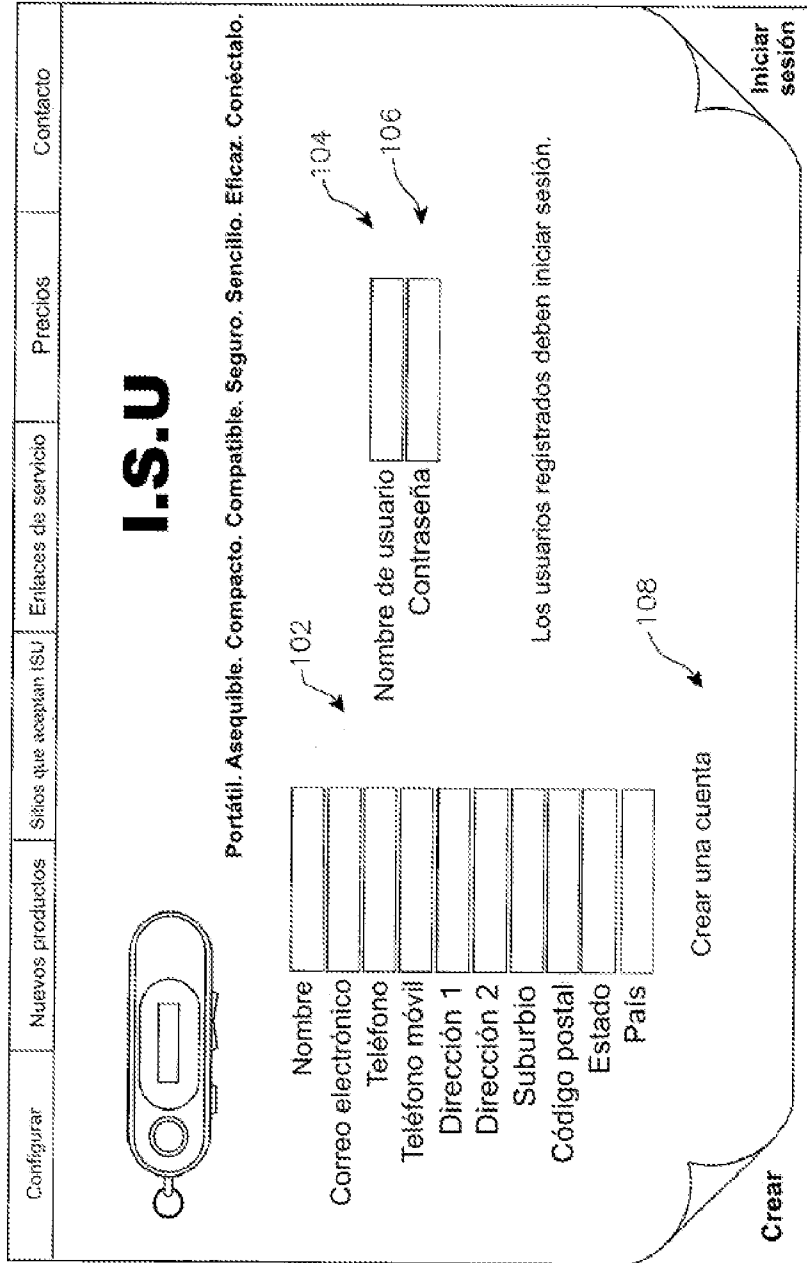 Configurar
Nuevos productos
Sitios que aceptan ISU
Enlaces de servicio
Precios
Contacto
I.S.U
Portátil. Asequible. Compacto. Compatible. Seguro. Sencillo. Eficaz. Conéctalo.
102
Nombre
Correo electrónico
Teléfono
Teléfono móvil
Dirección 1
Dirección 2
Suburbio
Código postal
Estado
País
104
106
Nombre de usuario
Contraseña
Los usuarios registrados deben iniciar sesión.
108
Crear una cuenta
Crear
Iniciar
sesión